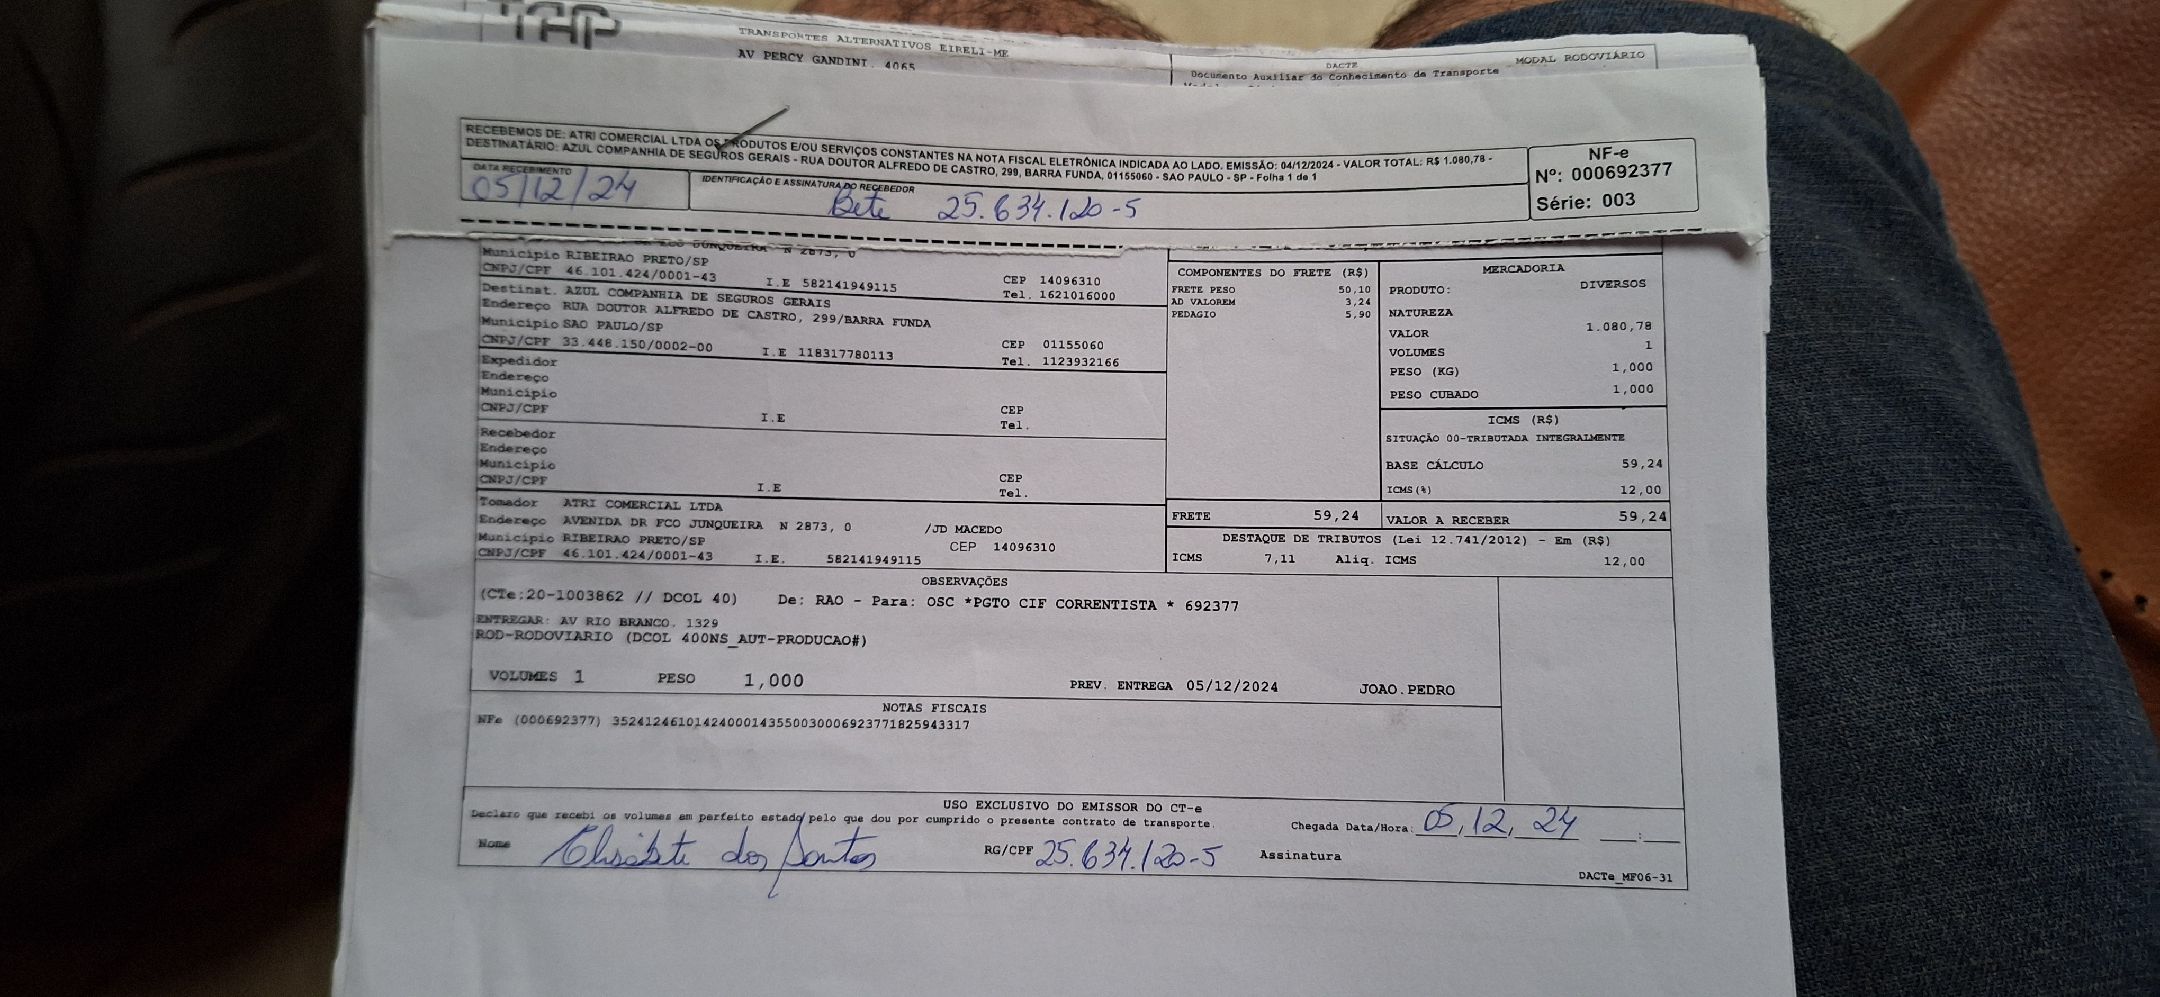 TAP
TRANSPORTES ALTERNATIVOS EIRELI-ME
AV PERCY GANDINI. 4065
DACTE
MODAL RODOVIÁRIO
Documento Auxiliar do Conhecimento de Transporte
RECEBEMOS DE: ATRI COMERCIAL LTDA OS PRODUTOS E/OU SERVIÇOS CONSTANTES NA NOTA FISCAL ELETRÔNICA INDICADA AO LADO. EMISSÃO: 04/12/2024 - VALOR TOTAL: R$ 1.080,78 -
DESTINATÁRIO: AZUL COMPANHIA DE SEGUROS GERAIS - RUA DOUTOR ALFREDO DE CASTRO, 299, BARRA FUNDA, 01155060 - SAO PAULO - SP - Folha 1 de 1
DATA RECEBIMENTO
05/12/24
IDENTIFICAÇÃO E ASSINATURA DO RECEBEDOR
Bete 25.634.120-5
NF-e
Nº: 000692377
Série: 003
JUNQUEIRA N 2873, 0
Município RIBEIRAO PRETO/SP
CNPJ/CPF 46.101.424/0001-43 I.E 582141949115
CEP 14096310
Tel. 1621016000
Destinat. AZUL COMPANHIA DE SEGUROS GERAIS
Endereço RUA DOUTOR ALFREDO DE CASTRO, 299/BARRA FUNDA
Município SAO PAULO/SP
CNPJ/CPF 33.448.150/0002-00 I.E 118317780113
CEP 01155060
Tel. 1123932166
Expedidor
Endereço
Município
CNPJ/CPF I.E
CEP
Tel.
Recebedor
Endereço
Município
CNPJ/CPF I.E
CEP
Tel.
Tomador ATRI COMERCIAL LTDA
Endereço AVENIDA DR FCO JUNQUEIRA N 2873, 0 /JD MACEDO
Município RIBEIRAO PRETO/SP CEP 14096310
CNPJ/CPF 46.101.424/0001-43 I.E. 582141949115
COMPONENTES DO FRETE (R$)
FRETE PESO 50,10
AD VALOREM 3,24
PEDAGIO 5,90
MERCADORIA
PRODUTO: DIVERSOS
NATUREZA
VALOR 1.080,78
VOLUMES 1
PESO (KG) 1,000
PESO CUBADO 1,000
ICMS (R$)
SITUAÇÃO 00-TRIBUTADA INTEGRALMENTE
BASE CÁLCULO 59,24
ICMS(%) 12,00
FRETE 59,24 VALOR A RECEBER 59,24
DESTAQUE DE TRIBUTOS (Lei 12.741/2012) - Em (R$)
ICMS 7,11 Aliq. ICMS 12,00
OBSERVAÇÕES
(CTe:20-1003862 // DCOL 40) De: RAO - Para: OSC *PGTO CIF CORRENTISTA * 692377
ENTREGAR: AV RIO BRANCO. 1329
ROD-RODOVIARIO (DCOL 400NS_AUT-PRODUCAO#)
VOLUMES 1 PESO 1,000 PREV. ENTREGA 05/12/2024 JOAO.PEDRO
NOTAS FISCAIS
NFe (000692377) 35241246101424000143550030006923771825943317
USO EXCLUSIVO DO EMISSOR DO CT-e
Declaro que recebi os volumes em perfeito estado pelo que dou por cumprido o presente contrato de transporte.
Chegada Data/Hora: 05, 12, 24 __:__
Nome Elisabete dos Santos RG/CPF 25.634.120-5 Assinatura
DACTe_MF06-31